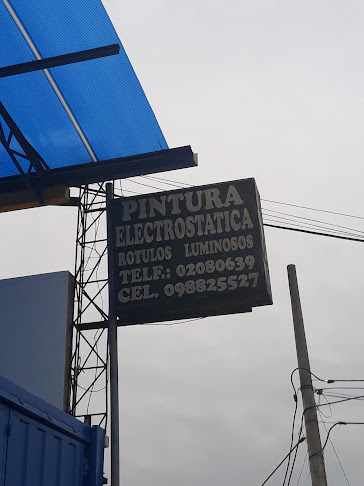 PINTURA
ELECTROSTATICA
ROTULOS LUMINOSOS
TELF.: 02080639
CEL. 098825527